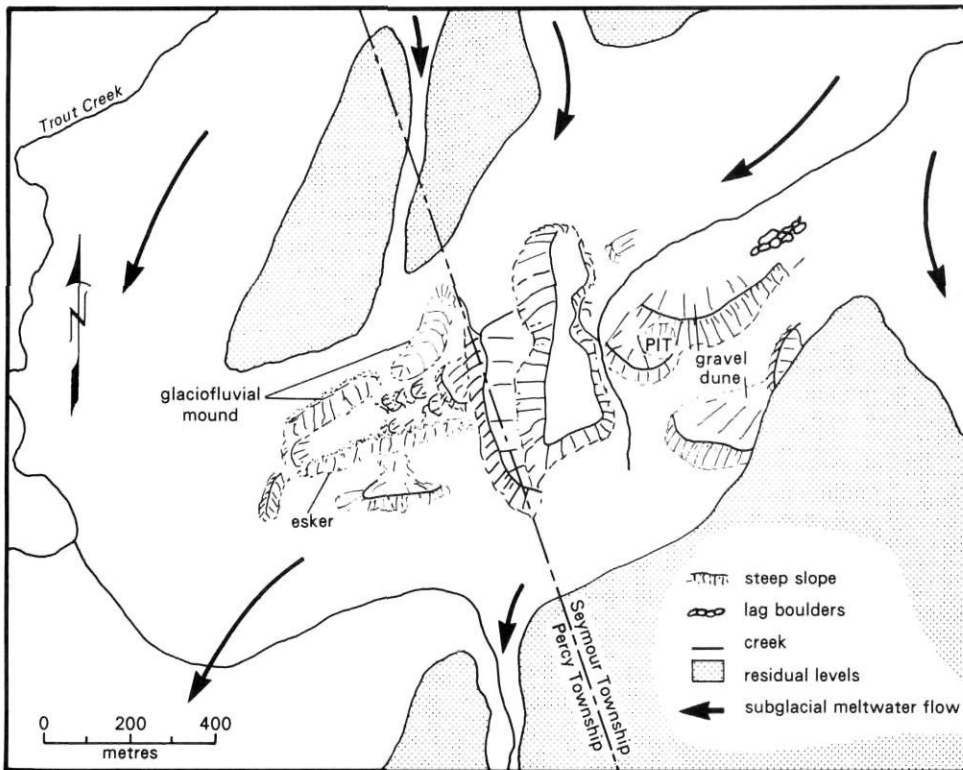 Trout Creek
glaciofluvial
mound
esker
PIT
gravel
dune
Seymour Township
Percy Township
steep slope
lag boulders
creek
residual levels
subglacial meltwater flow
0 200 400
metres